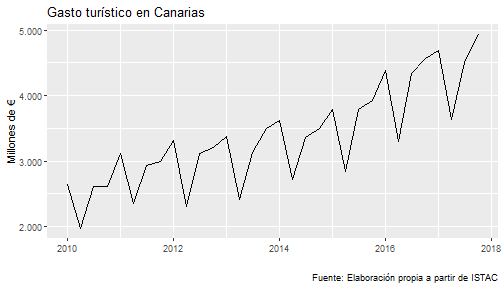 Gasto turístico en Canarias
Millones de €
5.000
4.000
3.000
2.000
2010 2012 2014 2016 2018
Fuente: Elaboración propia a partir de ISTAC